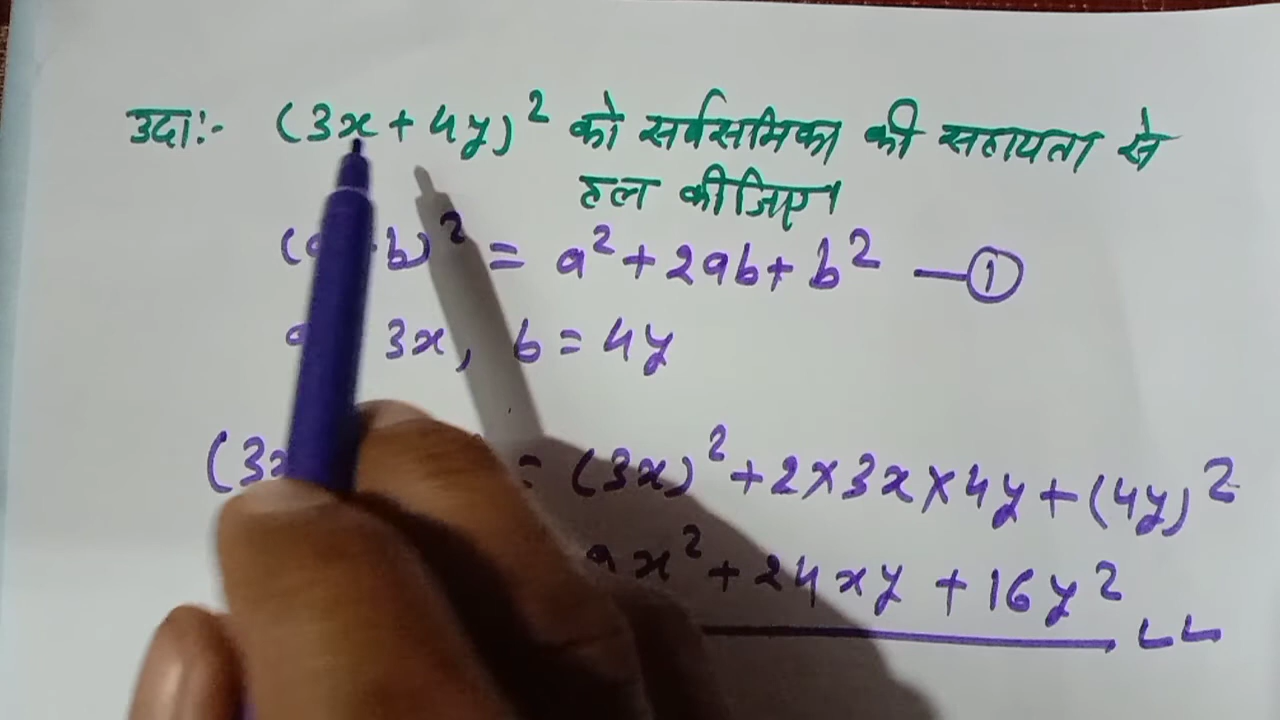 उदा:- (3x + 4y)² को सर्वसमिका की सहायता से
हल कीजिए।
( b)² = a² + 2ab + b² — ①
3x, b = 4y
(3x = (3x)² + 2×3x×4y + (4y)²
9x² + 24xy + 16y²